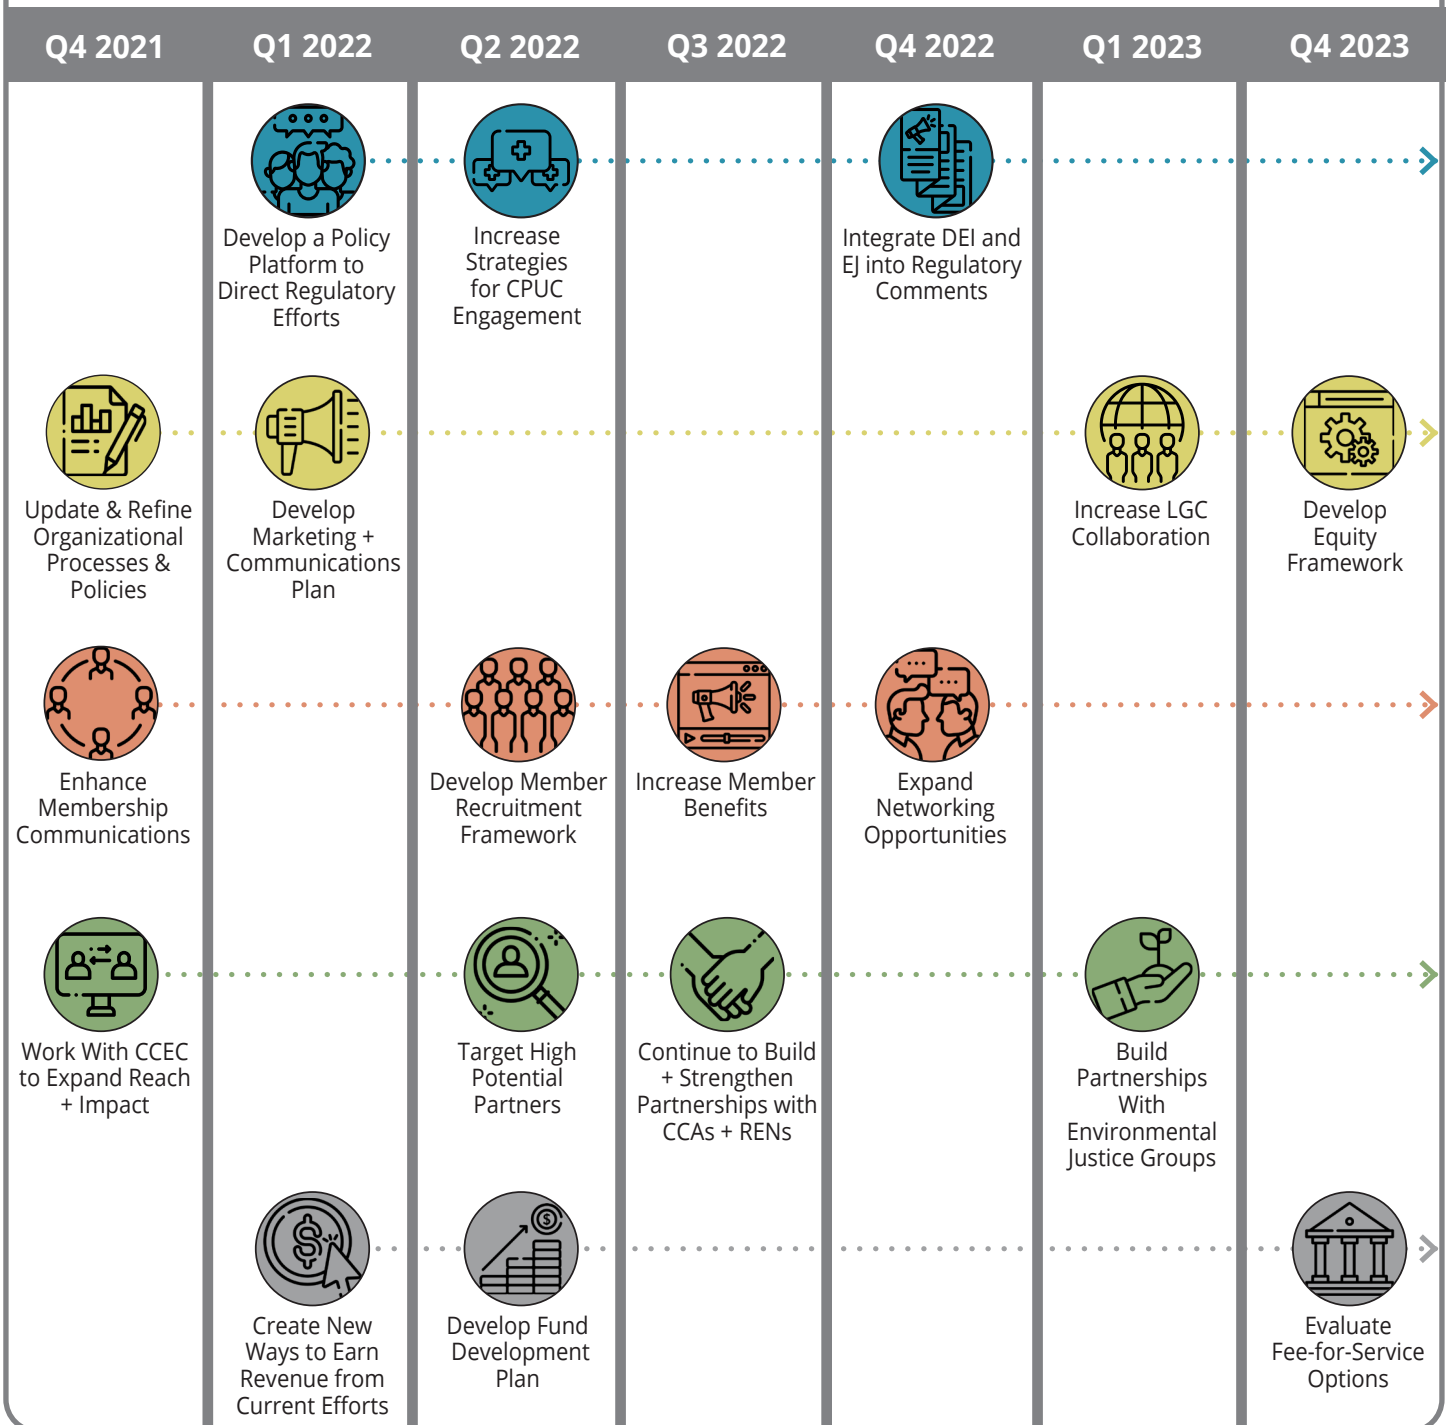 Q4 2021
Q1 2022
Q2 2022
Q3 2022
Q4 2022
Q1 2023
Q4 2023
Develop a Policy
Platform to
Direct Regulatory
Efforts
Increase
Strategies
for CPUC
Engagement
Integrate DEI and
EJ into Regulatory
Comments
Update & Refine
Organizational
Processes &
Policies
Develop
Marketing +
Communications
Plan
Increase LGC
Collaboration
Develop
Equity
Framework
Enhance
Membership
Communications
Develop Member
Recruitment
Framework
Increase Member
Benefits
Expand
Networking
Opportunities
Work With CCEC
to Expand Reach
+ Impact
Target High
Potential
Partners
Continue to Build
+ Strengthen
Partnerships with
CCAs + RENs
Build
Partnerships
With
Environmental
Justice Groups
Create New
Ways to Earn
Revenue from
Current Efforts
Develop Fund
Development
Plan
Evaluate
Fee-for-Service
Options